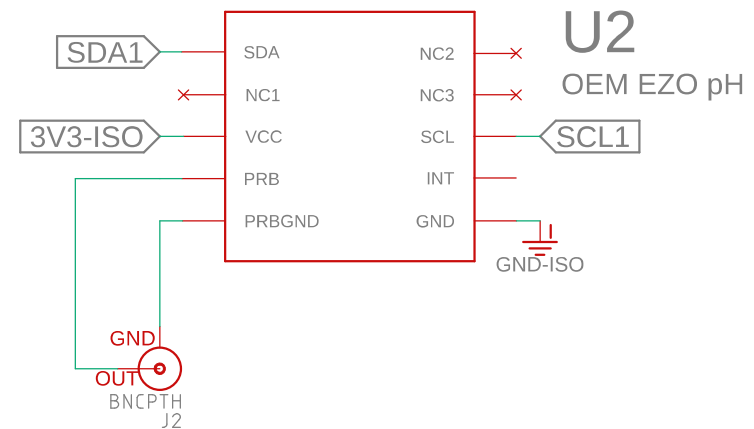 U2
OEM EZO pH
SDA1
SDA
NC2
NC1
NC3
3V3-ISO
VCC
SCL
SCL1
PRB
INT
PRBGND
GND
I
GND-ISO
GND
OUT
BNCPTH
J2